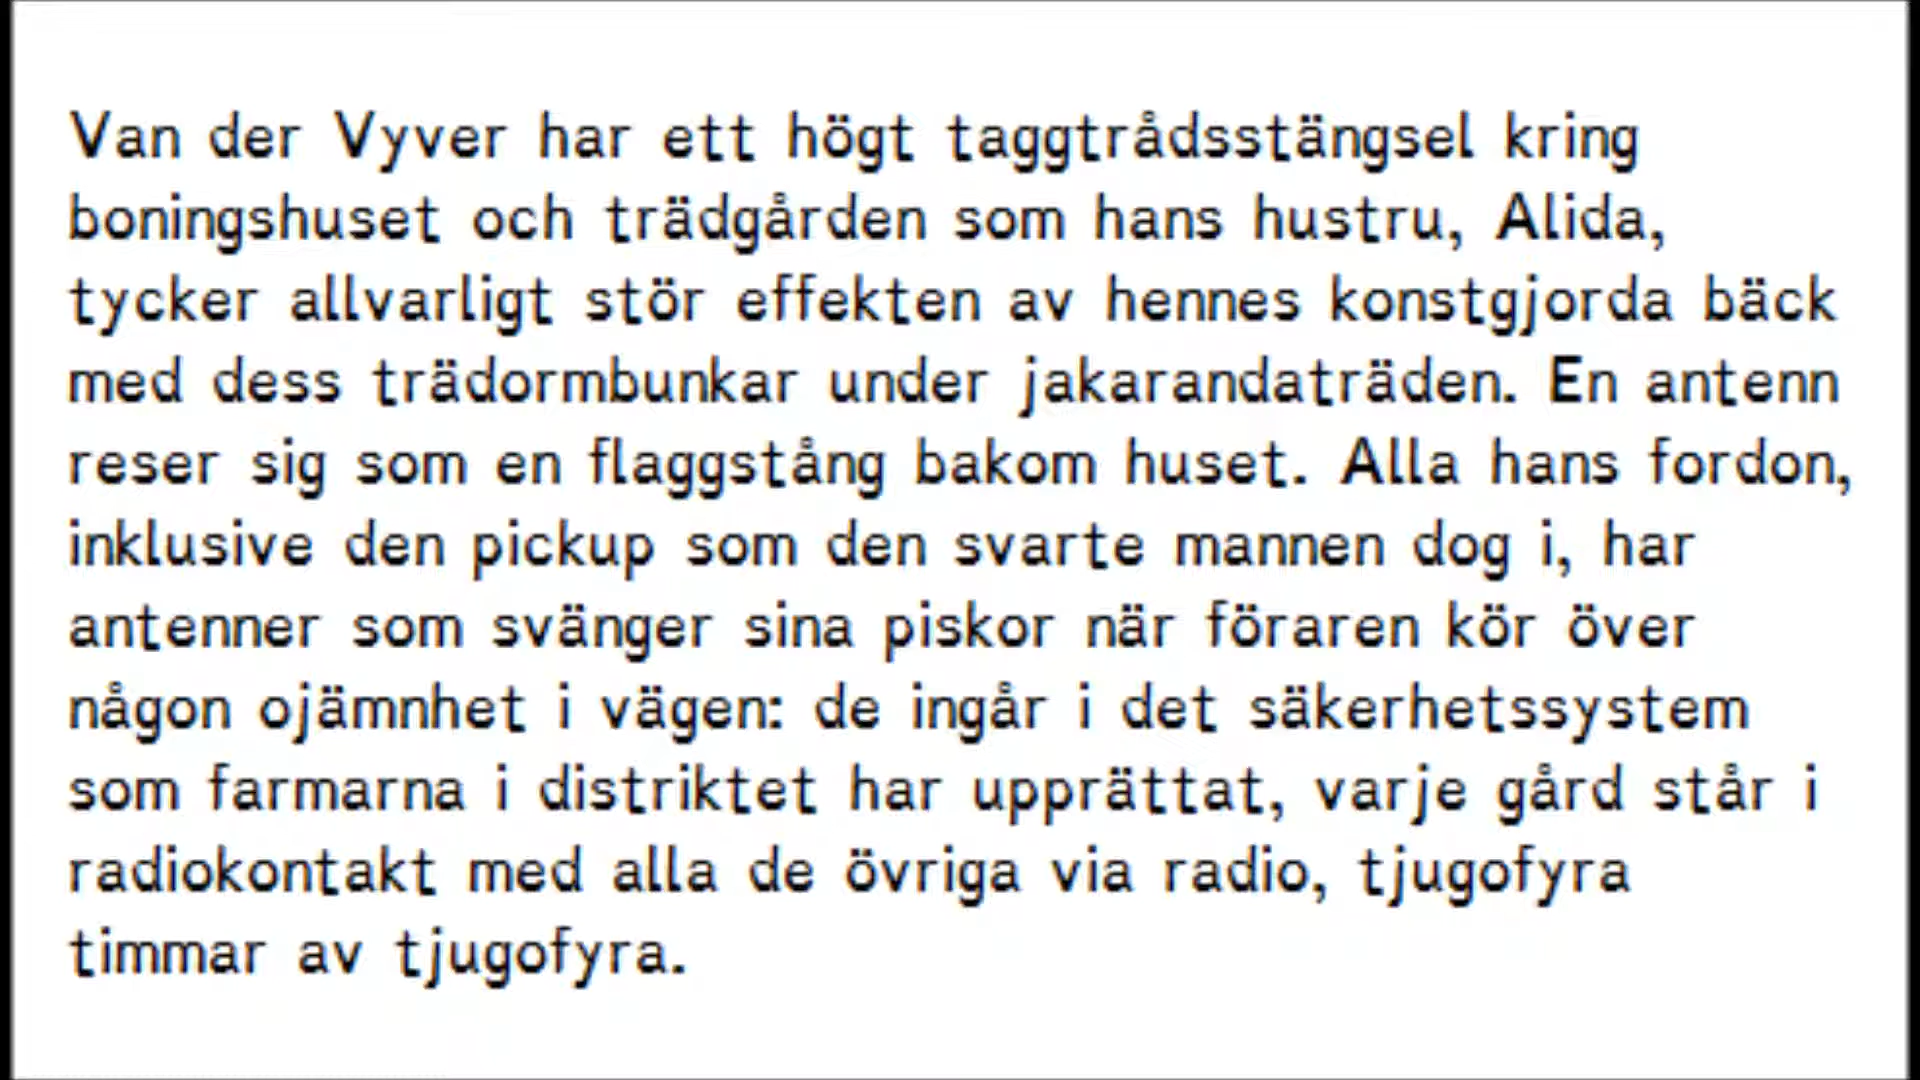 Van der Vyver har ett högt taggtrådsstängsel kring
boningshuset och trädgården som hans hustru, Alida,
tycker allvarligt stör effekten av hennes konstgjorda bäck
med dess trädormbunkar under jakarandaträden. En antenn
reser sig som en flaggstång bakom huset. Alla hans fordon,
inklusive den pickup som den svarte mannen dog i, har
antenner som svänger sina piskor när föraren kör över
någon ojämnhet i vägen: de ingår i det säkerhetssystem
som farmarna i distriktet har upprättat, varje gård står i
radiokontakt med alla de övriga via radio, tjugofyra
timmar av tjugofyra.